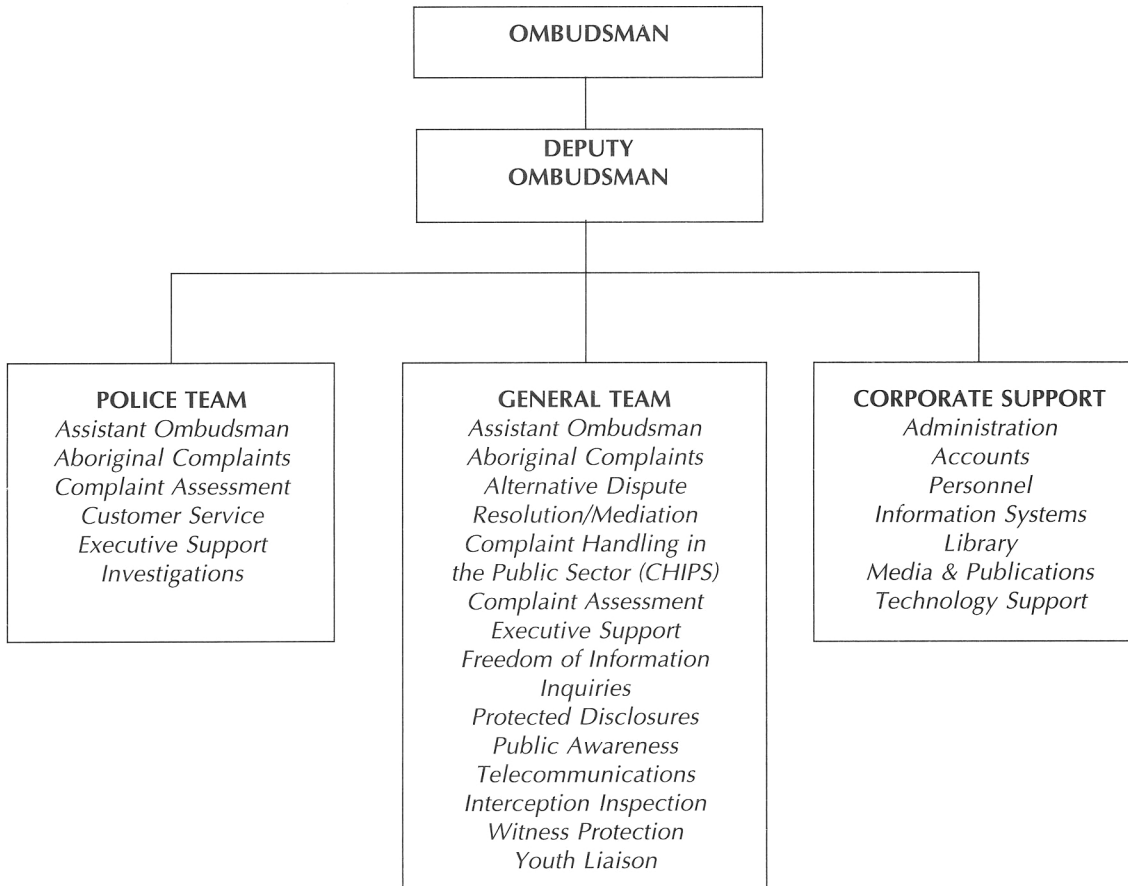 OMBUDSMAN
DEPUTY
OMBUDSMAN
POLICE TEAM
Assistant Ombudsman
Aboriginal Complaints
Complaint Assessment
Customer Service
Executive Support
Investigations
GENERAL TEAM
Assistant Ombudsman
Aboriginal Complaints
Alternative Dispute
Resolution/Mediation
Complaint Handling in
the Public Sector (CHIPS)
Complaint Assessment
Executive Support
Freedom of Information
Inquiries
Protected Disclosures
Public Awareness
Telecommunications
Interception Inspection
Witness Protection
Youth Liaison
CORPORATE SUPPORT
Administration
Accounts
Personnel
Information Systems
Library
Media & Publications
Technology Support